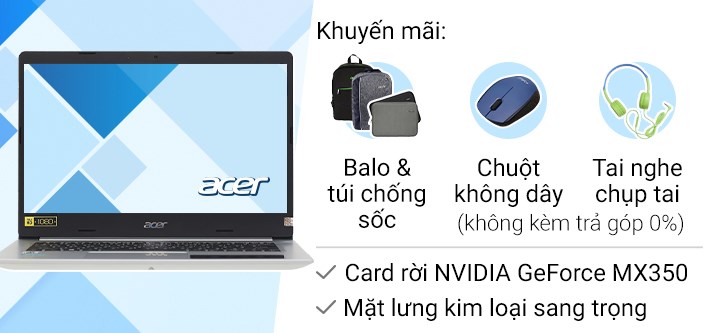 Khuyến mãi:
Balo &
túi chống
sốc
Chuột
không dây
Tai nghe
chụp tai
(không kèm trả góp 0%)
acer
1080
acer
Card rời NVIDIA GeForce MX350
Mặt lưng kim loại sang trọng